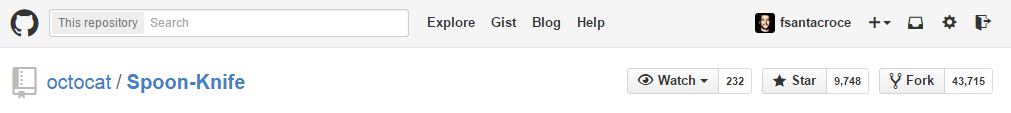 This repository Search Explore Gist Blog Help fsantacroce
octocat / Spoon-Knife Watch 232 Star 9,748 Fork 43,715